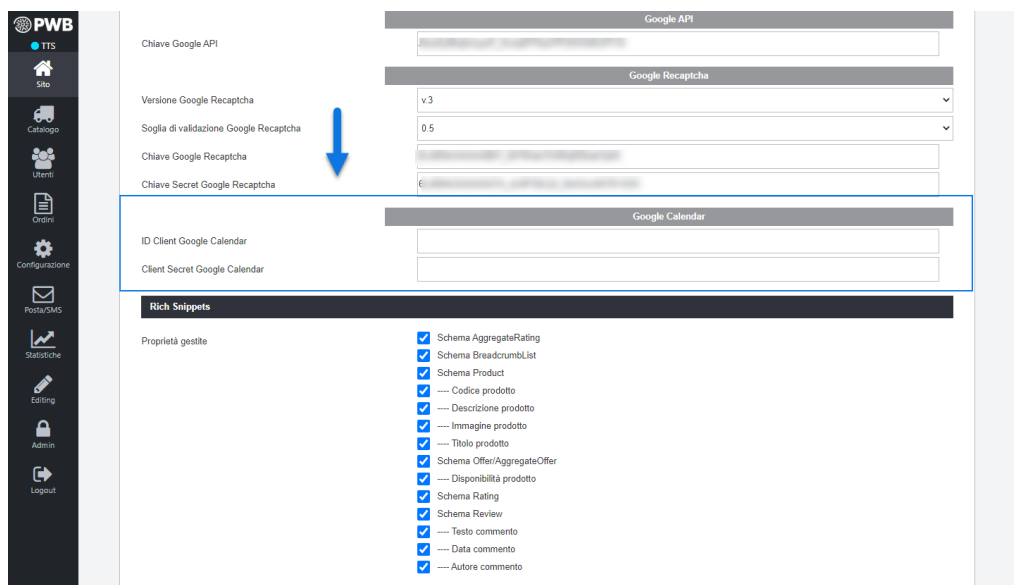 PWB
TTS
Sito
Catalogo
Utenti
Ordini
Configurazione
Posta/SMS
Statistiche
Editing
Admin
Logout
Google API
Chiave Google API
Google Recaptcha
Versione Google Recaptcha
v.3
Soglia di validazione Google Recaptcha
0.5
Chiave Google Recaptcha
Chiave Secret Google Recaptcha
Google Calendar
ID Client Google Calendar
Client Secret Google Calendar
Rich Snippets
Proprietà gestite
Schema AggregateRating
Schema BreadcrumbList
Schema Product
---- Codice prodotto
---- Descrizione prodotto
---- Immagine prodotto
---- Titolo prodotto
Schema Offer/AggregateOffer
---- Disponibilità prodotto
Schema Rating
Schema Review
---- Testo commento
---- Data commento
---- Autore commento